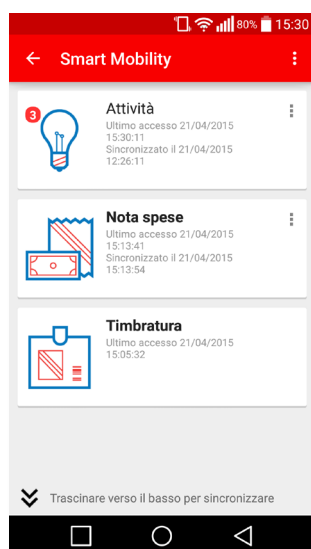 80% 15:30
Smart Mobility
3
Attività
Ultimo accesso 21/04/2015
15:30:11
Sincronizzato il 21/04/2015
12:26:11
Nota spese
Ultimo accesso 21/04/2015
15:13:41
Sincronizzato il 21/04/2015
15:13:54
Timbratura
Ultimo accesso 21/04/2015
15:05:32
Trascinare verso il basso per sincronizzare